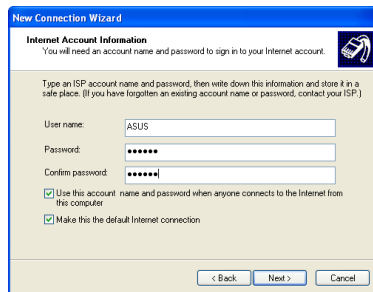 New Connection Wizard
Internet Account Information
You will need an account name and password to sign in to your Internet account.
Type an ISP account name and password, then write down this information and store it in a
safe place. (If you have forgotten an existing account name or password, contact your ISP.)
User name:
ASUS
Password:
••••••
Confirm password:
••••••
Use this account name and password when anyone connects to the Internet from
this computer
Make this the default Internet connection
< Back
Next >
Cancel